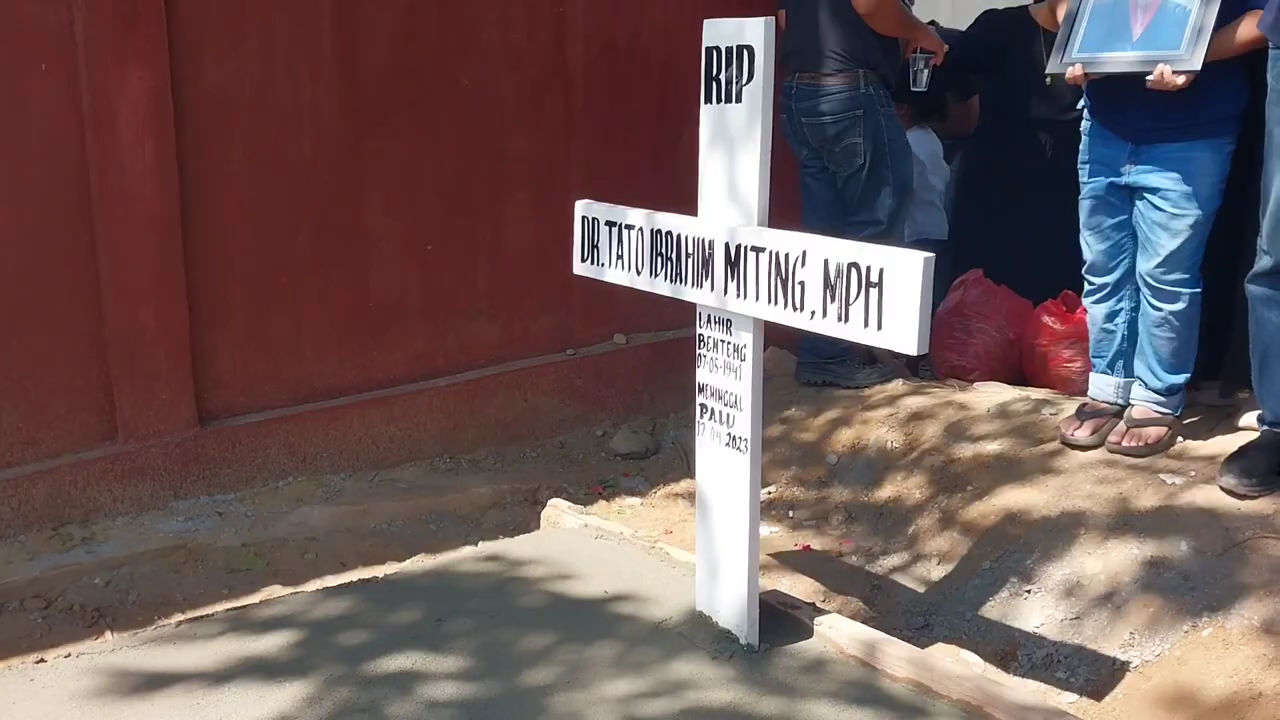 RIP
DR. TATO IBRAHIM MITING, MPH
LAHIR
BENTENG
07-05-1941
MENINGGAL
PALU
12 04 2023